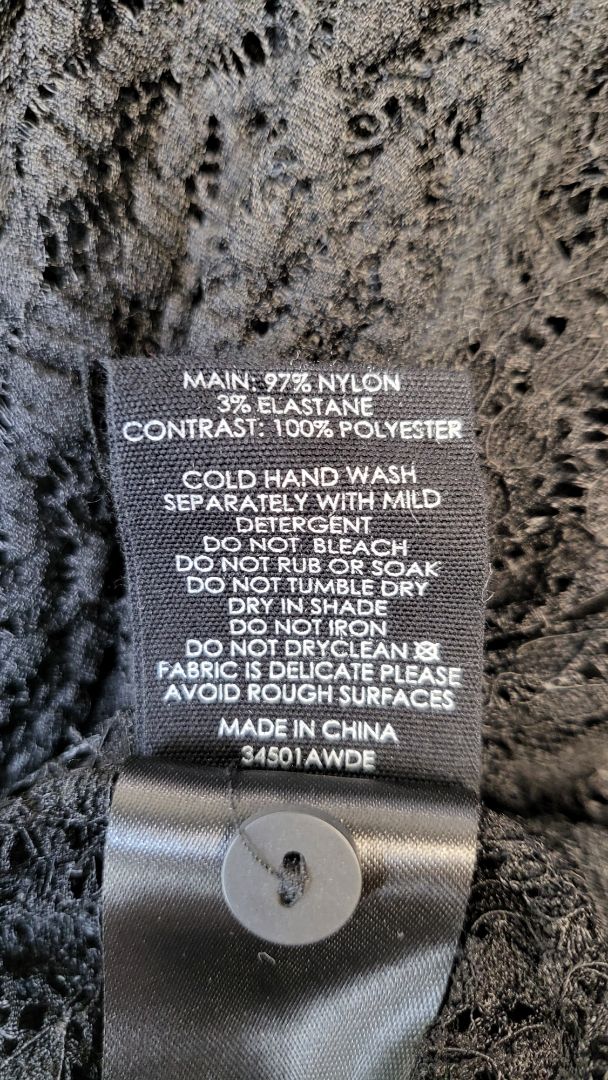 MAIN: 97% NYLON
3% ELASTANE
CONTRAST: 100% POLYESTER
COLD HAND WASH
SEPARATELY WITH MILD
DETERGENT
DO NOT BLEACH
DO NOT RUB OR SOAK
DO NOT TUMBLE DRY
DRY IN SHADE
DO NOT IRON
DO NOT DRYCLEAN
FABRIC IS DELICATE PLEASE
AVOID ROUGH SURFACES
MADE IN CHINA
34501AWDE